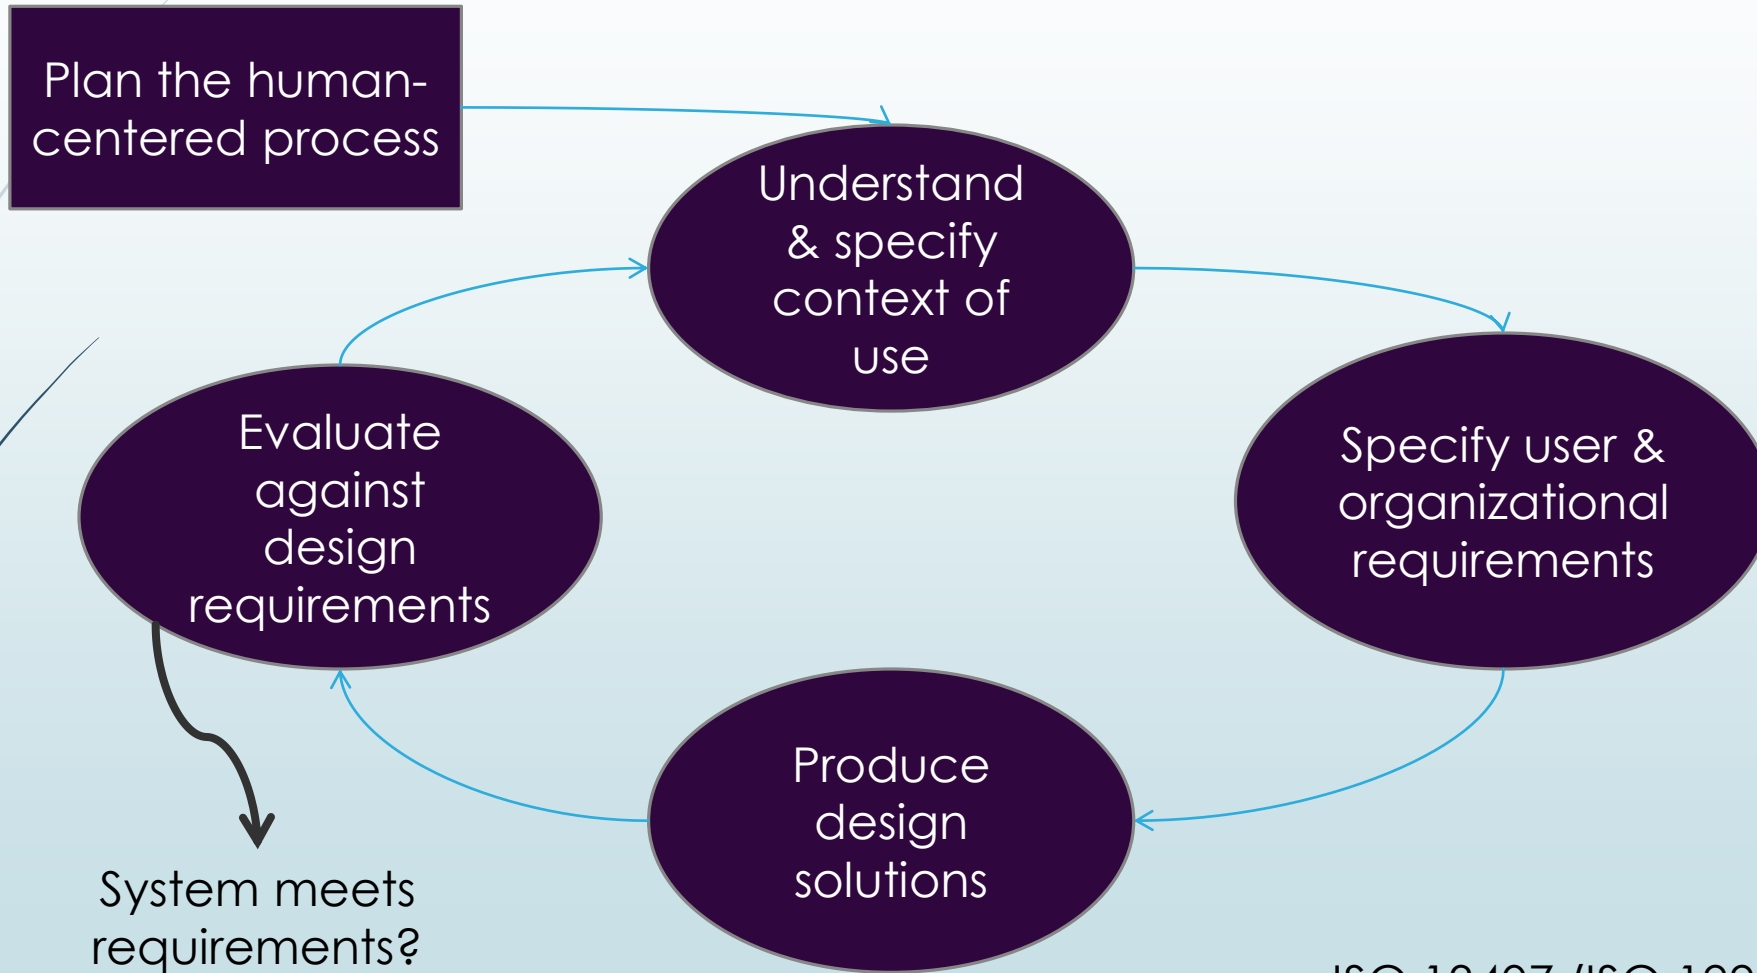 Plan the human-
centered process
Understand
& specify
context of
use
Specify user &
organizational
requirements
Produce
design
solutions
Evaluate
against
design
requirements
System meets
requirements?